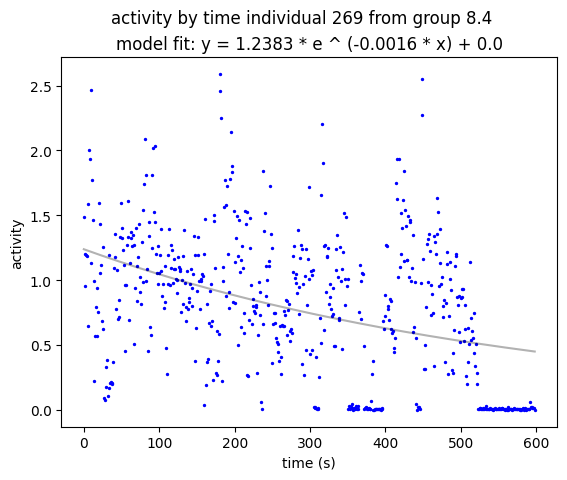 activity by time individual 269 from group 8.4
model fit: y = 1.2383 * e ^ (-0.0016 * x) + 0.0
2.5
2.0
1.5
1.0
0.5
0.0
activity
0 100 200 300 400 500 600
time (s)